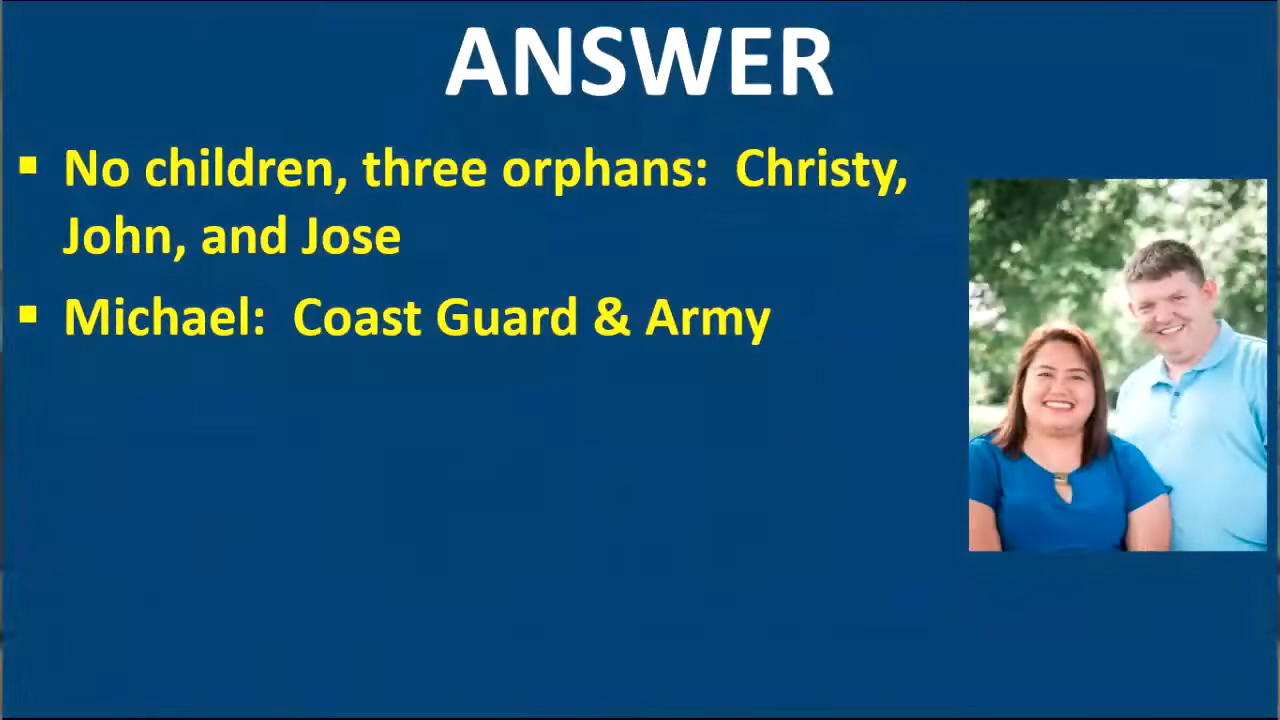 ANSWER
▪ No children, three orphans: Christy,
John, and Jose
▪ Michael: Coast Guard & Army